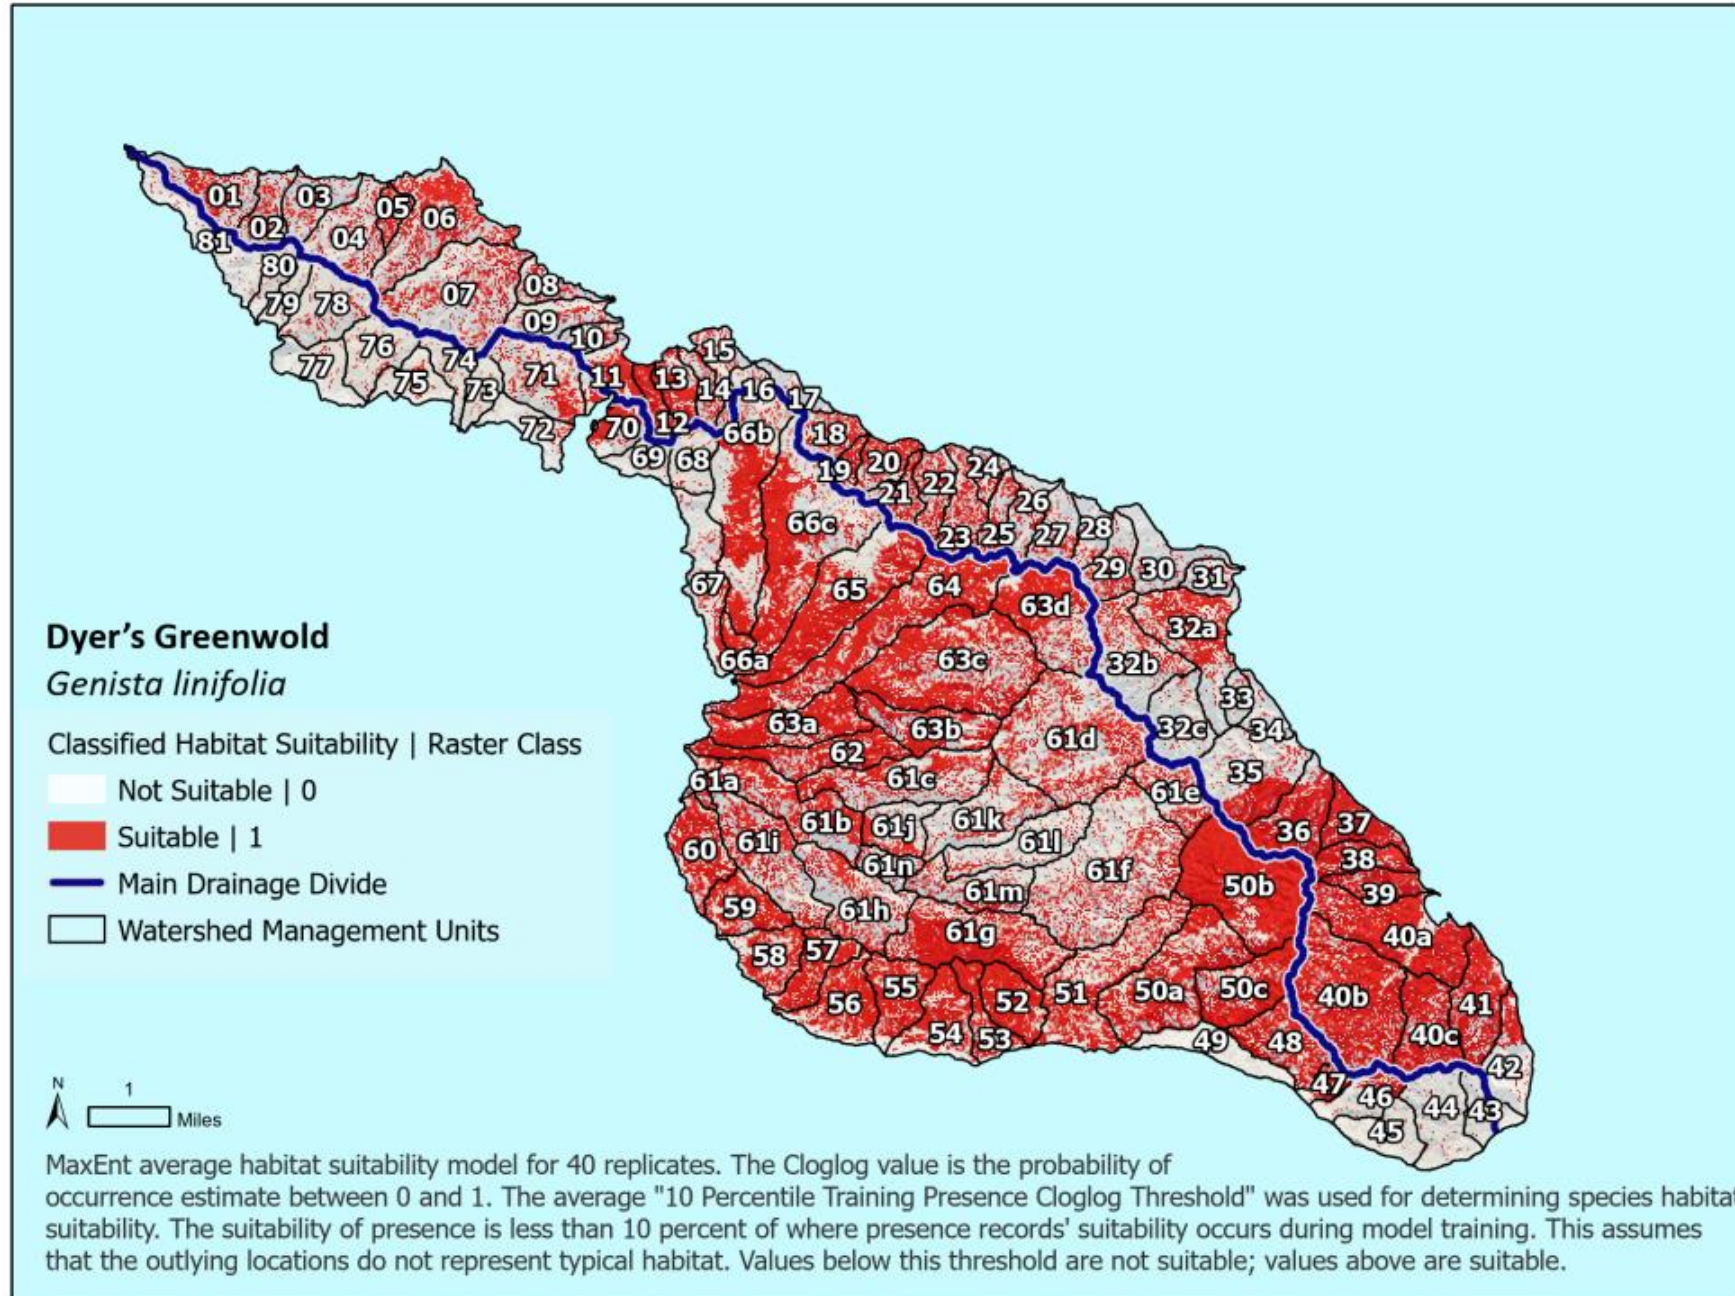 01
02
03
04
05
06
81
80
79
78
07
08
09
10
77
76
75
74
73
71
72
11
13
15
14
16
17
12
70
69
68
66b
18
19
20
21
22
24
23
25
26
27
28
29
30
31
66c
67
65
64
63d
32a
66a
63c
32b
33
34
63a
63b
61d
32c
35
62
61a
61c
61e
60
61i
61b
61j
61k
61l
61n
61m
61f
36
37
38
39
50b
59
61h
61g
40a
58
57
56
55
54
52
53
51
50a
50c
40b
40c
41
49
48
47
46
45
44
43
42
Dyer's Greenwold
Genista linifolia
Classified Habitat Suitability | Raster Class
Not Suitable | 0
Suitable | 1
Main Drainage Divide
Watershed Management Units
N
1
Miles
MaxEnt average habitat suitability model for 40 replicates. The Cloglog value is the probability of
occurrence estimate between 0 and 1. The average "10 Percentile Training Presence Cloglog Threshold" was used for determining species habitat
suitability. The suitability of presence is less than 10 percent of where presence records' suitability occurs during model training. This assumes
that the outlying locations do not represent typical habitat. Values below this threshold are not suitable; values above are suitable.